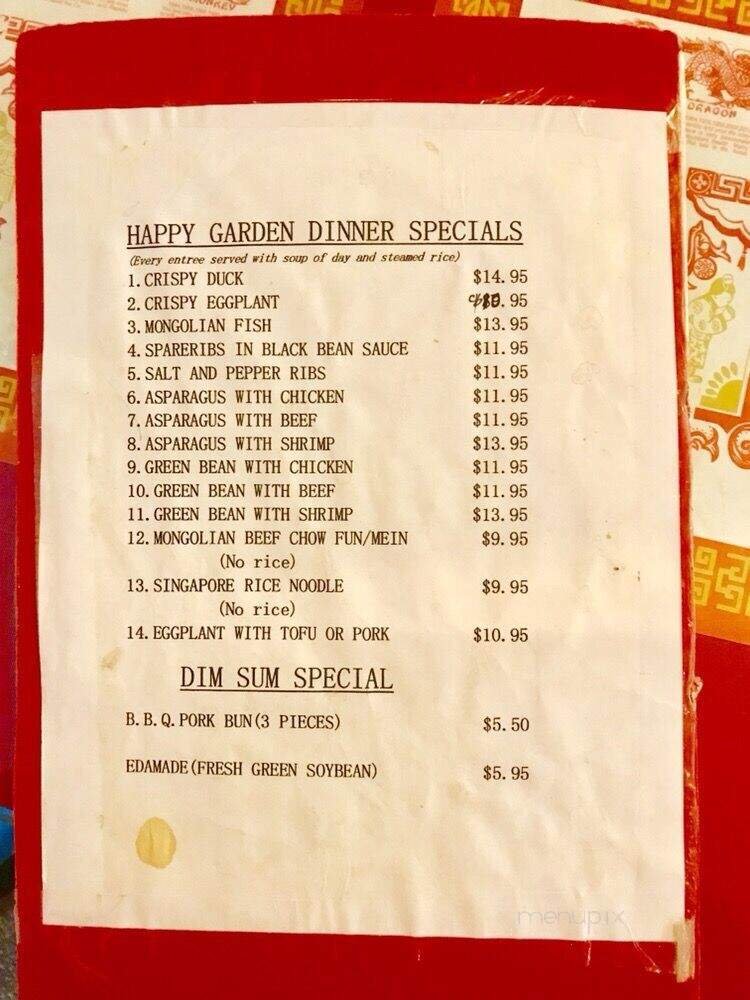 MONKEY
DRAGON
HAPPY GARDEN DINNER SPECIALS
(Every entree served with soup of day and steamed rice)
1. CRISPY DUCK $14.95
2. CRISPY EGGPLANT .95
3. MONGOLIAN FISH $13.95
4. SPARERIBS IN BLACK BEAN SAUCE $11.95
5. SALT AND PEPPER RIBS $11.95
6. ASPARAGUS WITH CHICKEN $11.95
7. ASPARAGUS WITH BEEF $11.95
8. ASPARAGUS WITH SHRIMP $13.95
9. GREEN BEAN WITH CHICKEN $11.95
10. GREEN BEAN WITH BEEF $11.95
11. GREEN BEAN WITH SHRIMP $13.95
12. MONGOLIAN BEEF CHOW FUN/MEIN $9.95
(No rice)
13. SINGAPORE RICE NOODLE $9.95
(No rice)
14. EGGPLANT WITH TOFU OR PORK $10.95
DIM SUM SPECIAL
B.B.Q. PORK BUN (3 PIECES) $5.50
EDAMADE (FRESH GREEN SOYBEAN) $5.95
menupix